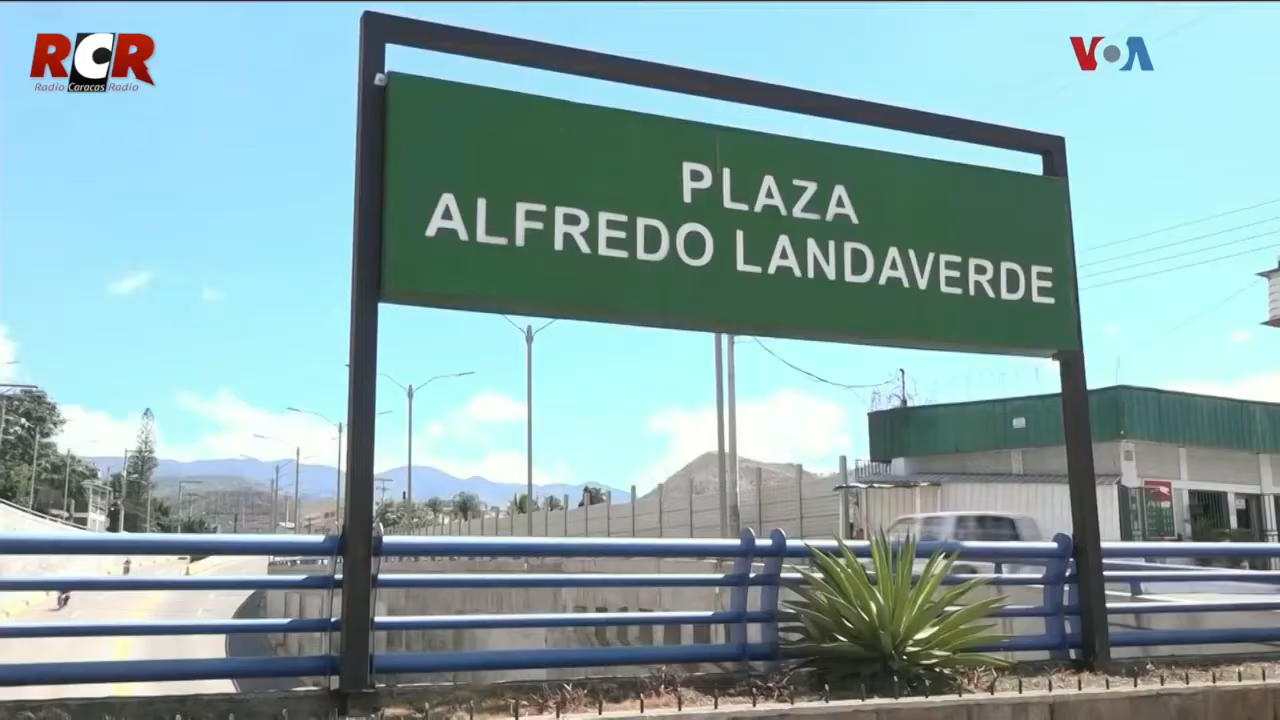 RCR
Radio Caracas Radio
VOA
PLAZA
ALFREDO LANDAVERDE